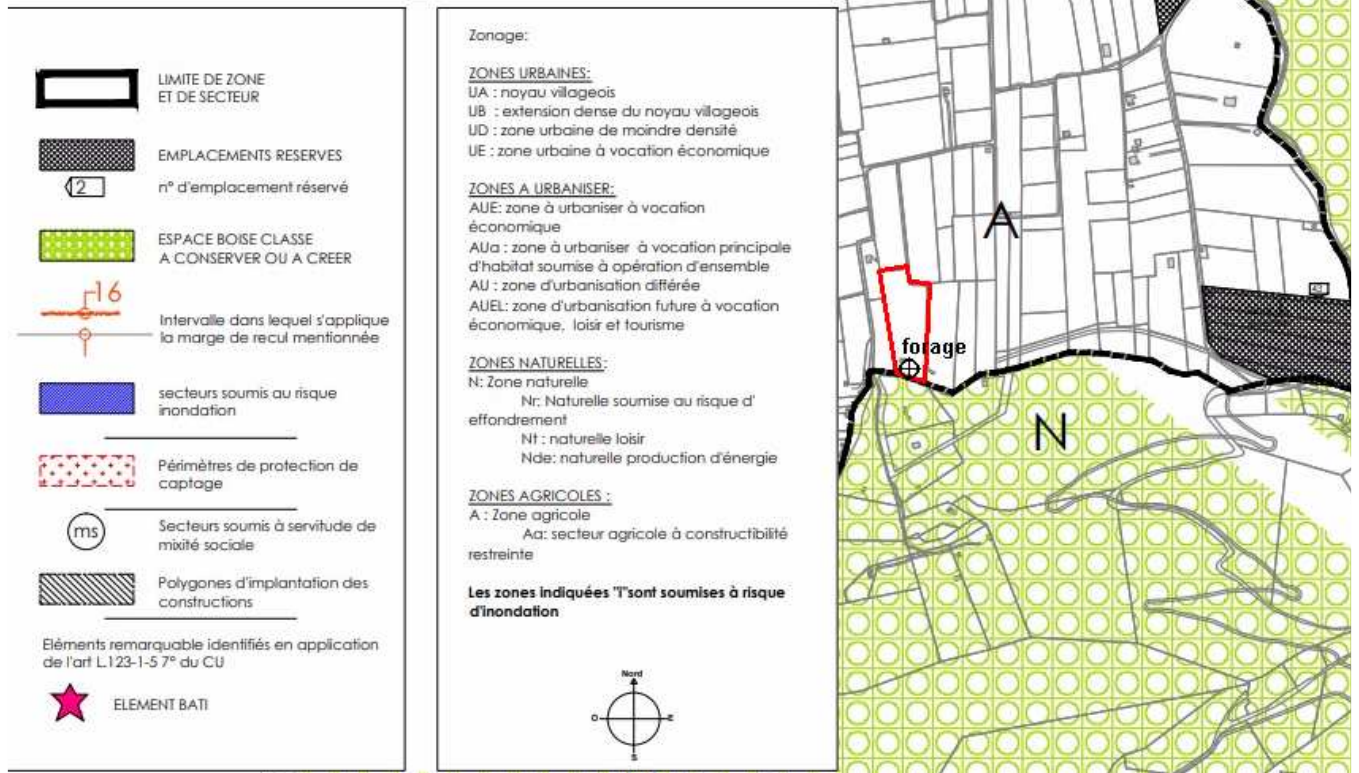 LIMITE DE ZONE
ET DE SECTEUR
EMPLACEMENTS RESERVES
2
n° d'emplacement réservé
ESPACE BOISE CLASSE
A CONSERVER OU A CREER
16
Intervalle dans lequel s'applique
la marge de recul mentionnée
secteurs soumis au risque
inondation
Périmètres de protection de
captage
ms
Secteurs soumis à servitude de
mixité sociale
Polygones d'implantation des
constructions
Eléments remarquable identifiés en application
de l'art L.123-1-5 7° du CU
ELEMENT BATI
Zonage:
ZONES URBAINES:
UA : noyau villageois
UB : extension dense du noyau villageois
UD : zone urbaine de moindre densité
UE : zone urbaine à vocation économique
ZONES A URBANISER:
AUE: zone à urbaniser à vocation
économique
AUa : zone à urbaniser à vocation principale
d'habitat soumise à opération d'ensemble
AU : zone d'urbanisation différée
AUEL: zone d'urbanisation future à vocation
économique, loisir et tourisme
ZONES NATURELLES:
N: Zone naturelle
Nr: Naturelle soumise au risque d'
effondrement
Nt : naturelle loisir
Nde: naturelle production d'énergie
ZONES AGRICOLES :
A : Zone agricole
Aa: secteur agricole à constructibilité
restreinte
Les zones indiquées "i"sont soumises à risque
d'inondation
Nord
O
S
A
forage
N